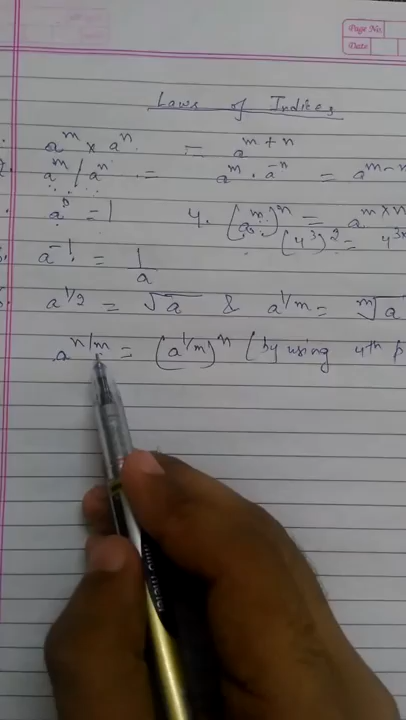 Page No.
Date
Laws of Indices
a^m × a^n = a^{m+n}
a^m / a^n = a^m . a^{-n} = a^{m-n}
a^0 = 1 4. (a^m)^n = a^{m×n}
(4^3)^2 = 4^{3×
a^{-1} = 1/a
a^{1/2} = √a & a^{1/m} = ^m√a
a^{n/m} = (a^{1/m})^n (by using 4th p